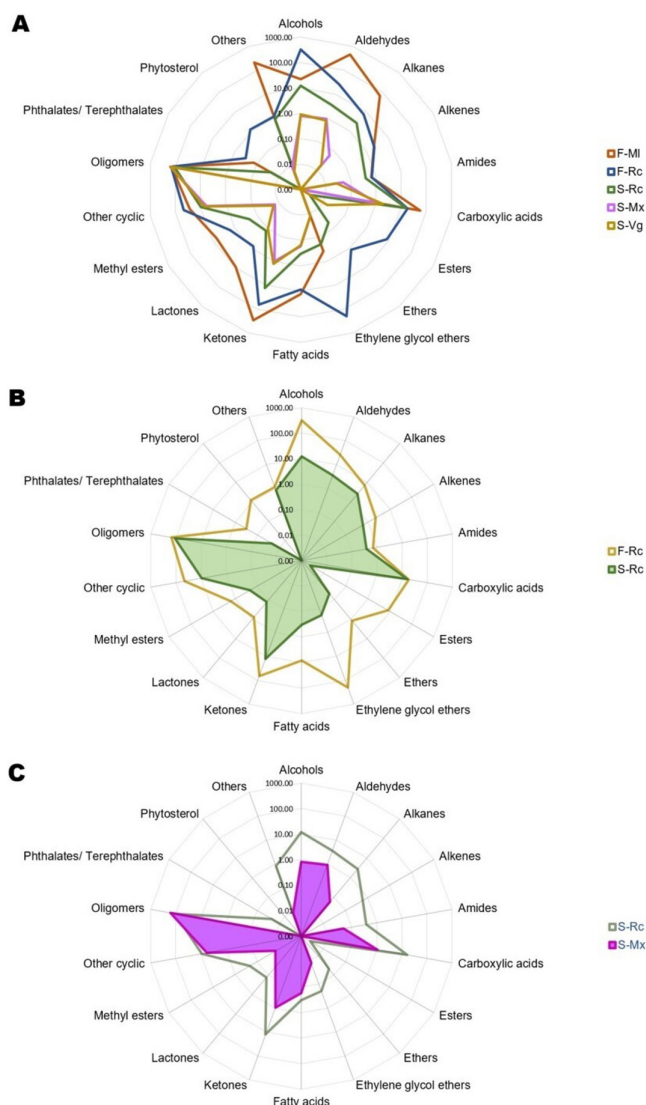 A
Alcohols
Others
Aldehydes
Phytosterol
Alkanes
Phthalates/ Terephthalates
Alkenes
Oligomers
Amides
Other cyclic
Carboxylic acids
Methyl esters
Esters
Lactones
Ethers
Ketones
Ethylene glycol ethers
Fatty acids
1000.00
100.00
10.00
1.00
0.10
0.01
0.00
F-Ml
F-Rc
S-Rc
S-Mx
S-Vg
B
Alcohols
Others
Aldehydes
Phytosterol
Alkanes
Phthalates/ Terephthalates
Alkenes
Oligomers
Amides
Other cyclic
Carboxylic acids
Methyl esters
Esters
Lactones
Ethers
Ketones
Ethylene glycol ethers
Fatty acids
1000.00
100.00
10.00
1.00
0.10
0.01
0.00
F-Rc
S-Rc
C
Alcohols
Others
Aldehydes
Phytosterol
Alkanes
Phthalates/ Terephthalates
Alkenes
Oligomers
Amides
Other cyclic
Carboxylic acids
Methyl esters
Esters
Lactones
Ethers
Ketones
Ethylene glycol ethers
Fatty acids
1000.00
100.00
10.00
1.00
0.10
0.01
0.00
S-Rc
S-Mx